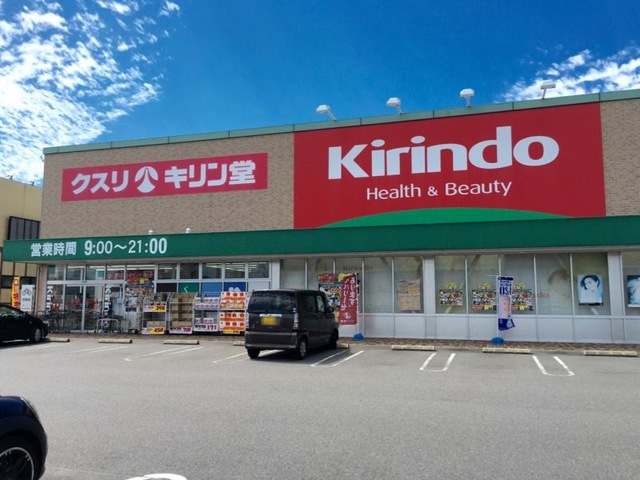 クスリ キリン堂
Kirindo
Health & Beauty
営業時間 9:00～21:00